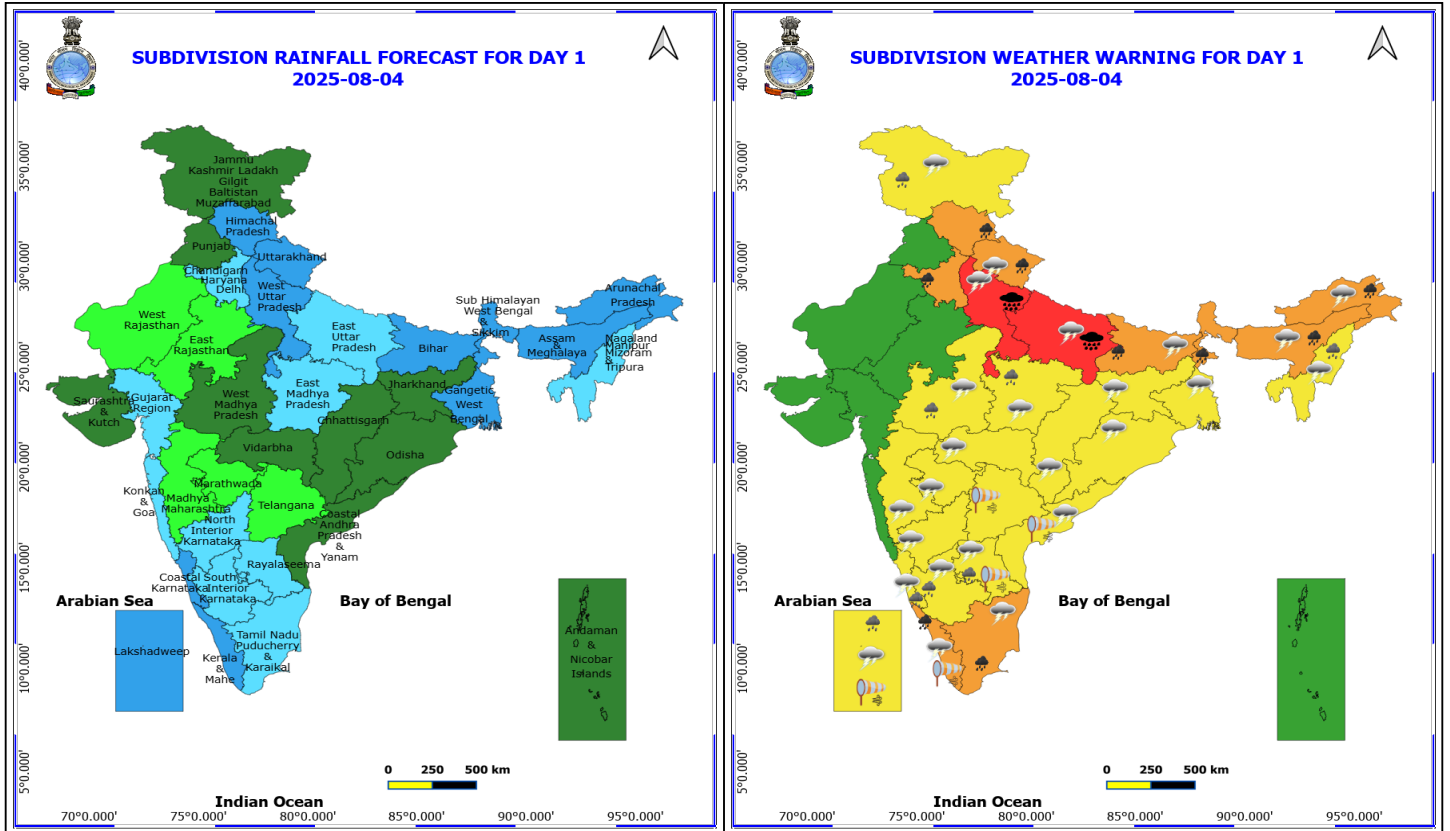 SUBDIVISION RAINFALL FORECAST FOR DAY 1
2025-08-04
40°0.000'
35°0.000'
30°0.000'
25°0.000'
20°0.000'
15°0.000'
10°0.000'
5°0.000'
Jammu
Kashmir Ladakh
Gilgit
Baltistan
Muzaffarabad
Himachal
Pradesh
Punjab
Uttarakhand
Chandigarh
Haryana
Delhi
West
Uttar
Pradesh
West
Rajasthan
East
Rajasthan
East
Uttar
Pradesh
Bihar
Sub Himalayan
West Bengal
&
Sikkim
Arunachal
Pradesh
Assam
&
Meghalaya
Nagaland
Manipur
Mizoram
&
Tripura
Saurashtra
&
Kutch
Gujarat
Region
West
Madhya
Pradesh
East
Madhya
Pradesh
Jharkhand
Gangetic
West
Bengal
Chhattisgarh
Vidarbha
Odisha
Konkan
&
Goa
Madhya
Maharashtra
Marathwada
Telangana
North
Interior
Karnataka
Coastal
Andhra
Pradesh
&
Yanam
Rayalaseema
Coastal
Karnataka
South
Interior
Karnataka
Arabian Sea
Bay of Bengal
Lakshadweep
Kerala
&
Mahe
Tamil Nadu
Puducherry
&
Karaikal
Andaman
&
Nicobar
Islands
0 250 500 km
Indian Ocean
70°0.000' 75°0.000' 80°0.000' 85°0.000' 90°0.000' 95°0.000'
SUBDIVISION WEATHER WARNING FOR DAY 1
2025-08-04
40°0.000'
35°0.000'
30°0.000'
25°0.000'
20°0.000'
15°0.000'
10°0.000'
5°0.000'
Arabian Sea
Bay of Bengal
0 250 500 km
Indian Ocean
70°0.000' 75°0.000' 80°0.000' 85°0.000' 90°0.000' 95°0.000'